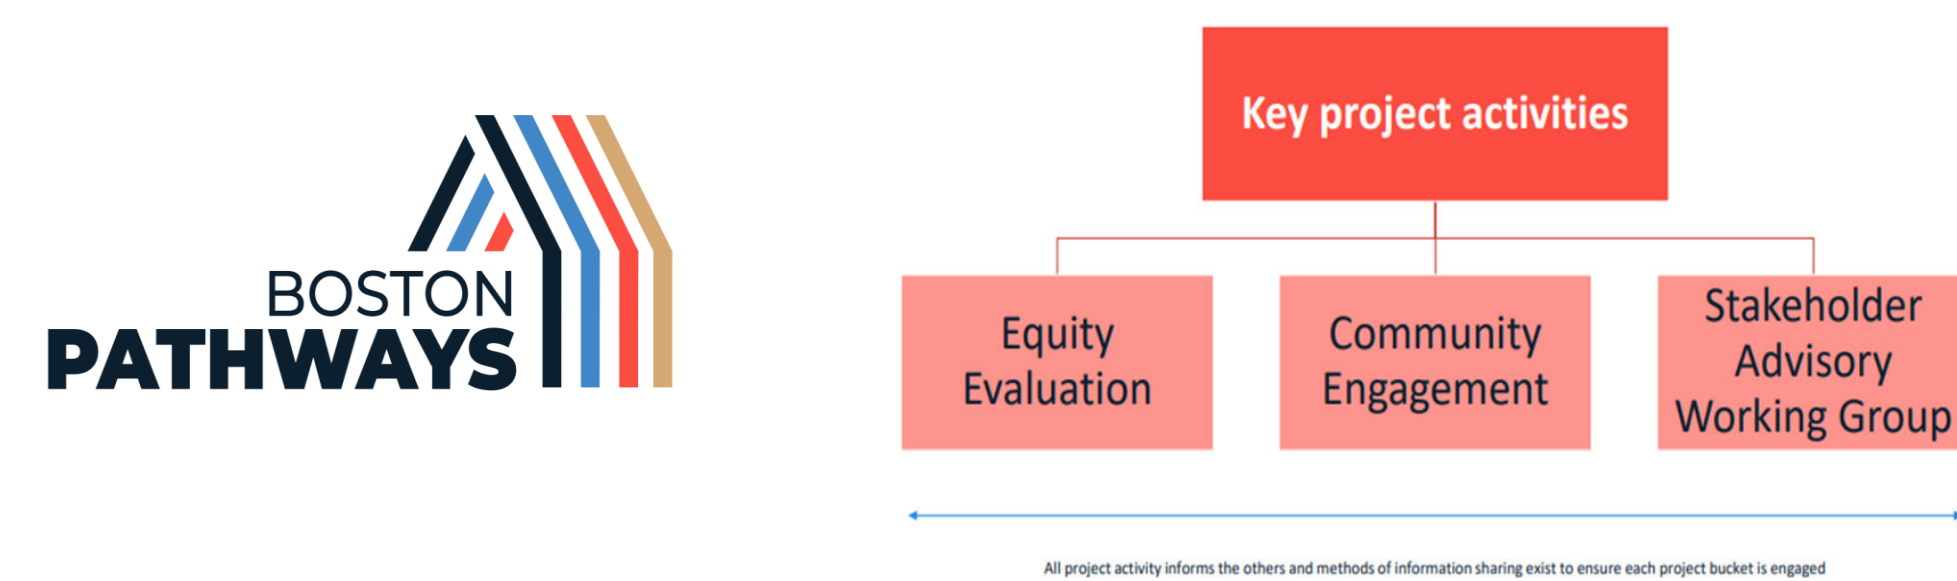 BOSTON
PATHWAYS
Key project activities
Equity
Evaluation
Community
Engagement
Stakeholder
Advisory
Working Group
All project activity informs the others and methods of information sharing exist to ensure each project bucket is engaged